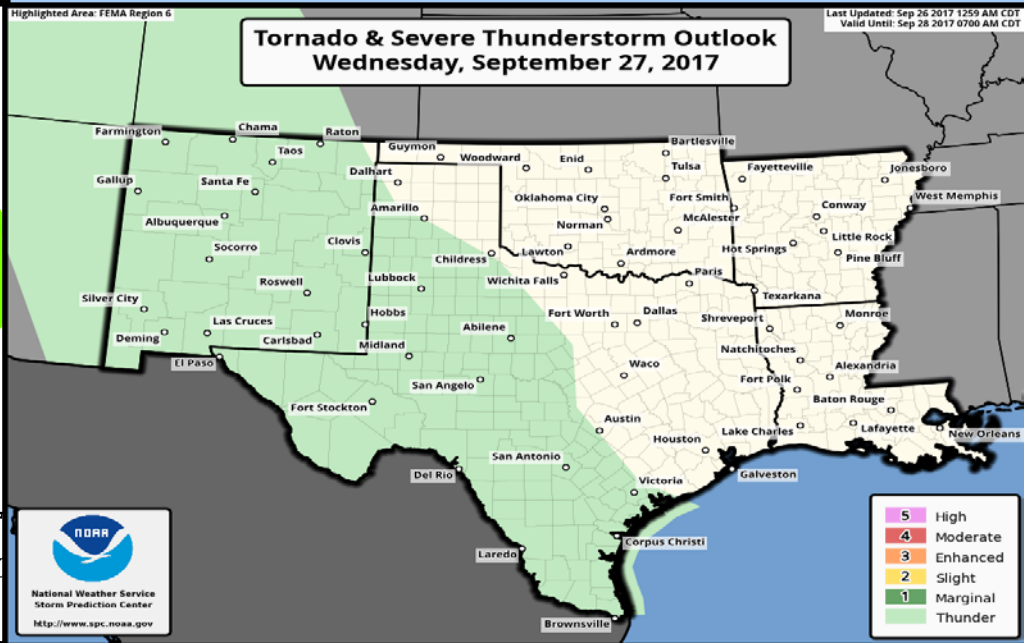 Highlighted Area: FEMA Region 6
Last Updated: Sep 26 2017 1259 AM CDT
Valid Until: Sep 28 2017 0700 AM CDT
Tornado & Severe Thunderstorm Outlook
Wednesday, September 27, 2017
Farmington
Chama
Raton
Taos
Guymon
Woodward
Enid
Bartlesville
Tulsa
Fayetteville
Jonesboro
Gallup
Santa Fe
Dalhart
Oklahoma City
Fort Smith
West Memphis
Albuquerque
Amarillo
Norman
McAlester
Conway
Socorro
Clovis
Childress
Lawton
Ardmore
Hot Springs
Little Rock
Pine Bluff
Roswell
Lubbock
Wichita Falls
Paris
Texarkana
Silver City
Las Cruces
Hobbs
Fort Worth
Dallas
Shreveport
Monroe
Deming
Carlsbad
Midland
Abilene
Natchitoches
El Paso
San Angelo
Waco
Fort Polk
Alexandria
Fort Stockton
Austin
Houston
Lake Charles
Baton Rouge
Lafayette
New Orleans
Del Rio
San Antonio
Victoria
Galveston
Laredo
Corpus Christi
Brownsville
NOAA
National Weather Service
Storm Prediction Center
http://www.spc.noaa.gov
5 High
4 Moderate
3 Enhanced
2 Slight
1 Marginal
Thunder